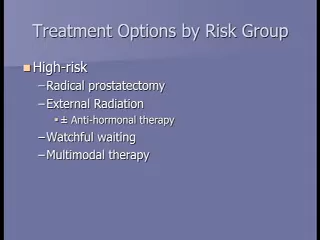 Treatment Options by Risk Group
High-risk
–Radical prostatectomy
–External Radiation
± Anti-hormonal therapy
–Watchful waiting
–Multimodal therapy